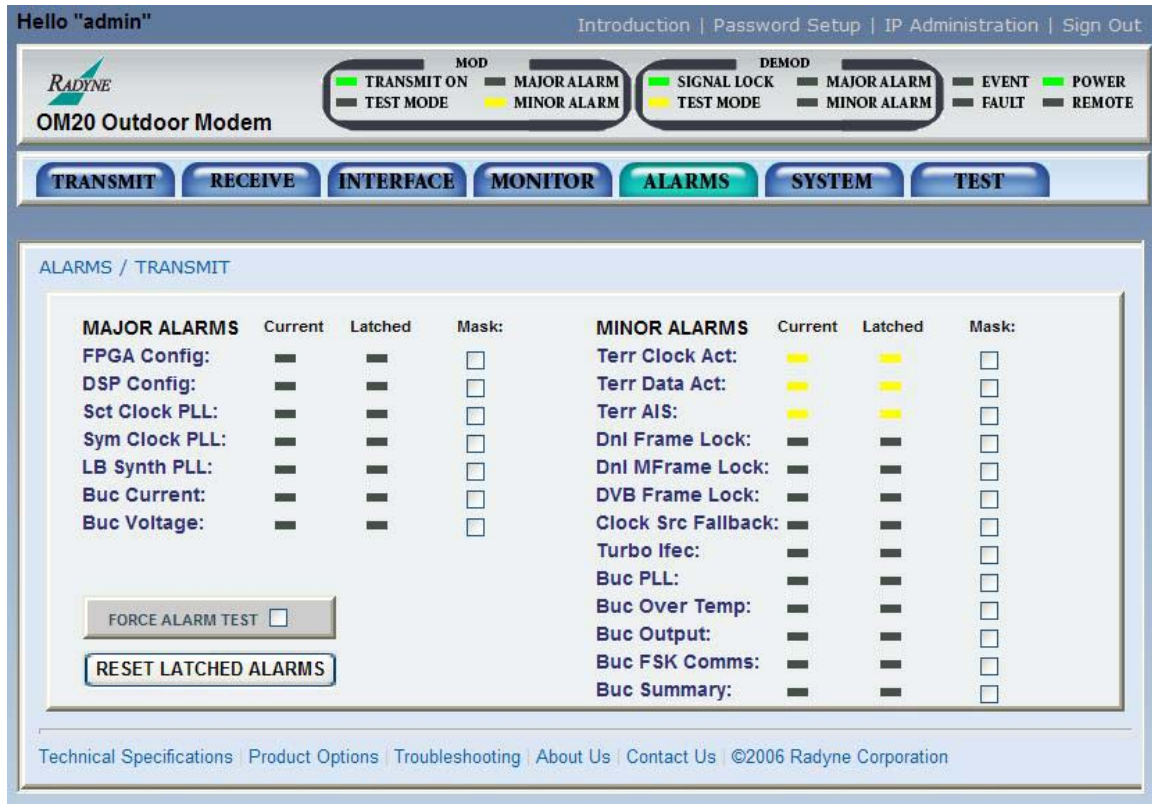 Hello "admin"
Introduction | Password Setup | IP Administration | Sign Out
RADYNE
OM20 Outdoor Modem
MOD
TRANSMIT ON MAJOR ALARM
TEST MODE MINOR ALARM
DEMOD
SIGNAL LOCK MAJOR ALARM
TEST MODE MINOR ALARM
EVENT POWER
FAULT REMOTE
TRANSMIT RECEIVE INTERFACE MONITOR ALARMS SYSTEM TEST
ALARMS / TRANSMIT
MAJOR ALARMS Current Latched Mask:
FPGA Config:
DSP Config:
Sct Clock PLL:
Sym Clock PLL:
LB Synth PLL:
Buc Current:
Buc Voltage:
FORCE ALARM TEST
RESET LATCHED ALARMS
MINOR ALARMS Current Latched Mask:
Terr Clock Act:
Terr Data Act:
Terr AIS:
Dnl Frame Lock:
Dnl MFrame Lock:
DVB Frame Lock:
Clock Src Fallback:
Turbo Ifec:
Buc PLL:
Buc Over Temp:
Buc Output:
Buc FSK Comms:
Buc Summary:
Technical Specifications | Product Options | Troubleshooting | About Us | Contact Us | ©2006 Radyne Corporation